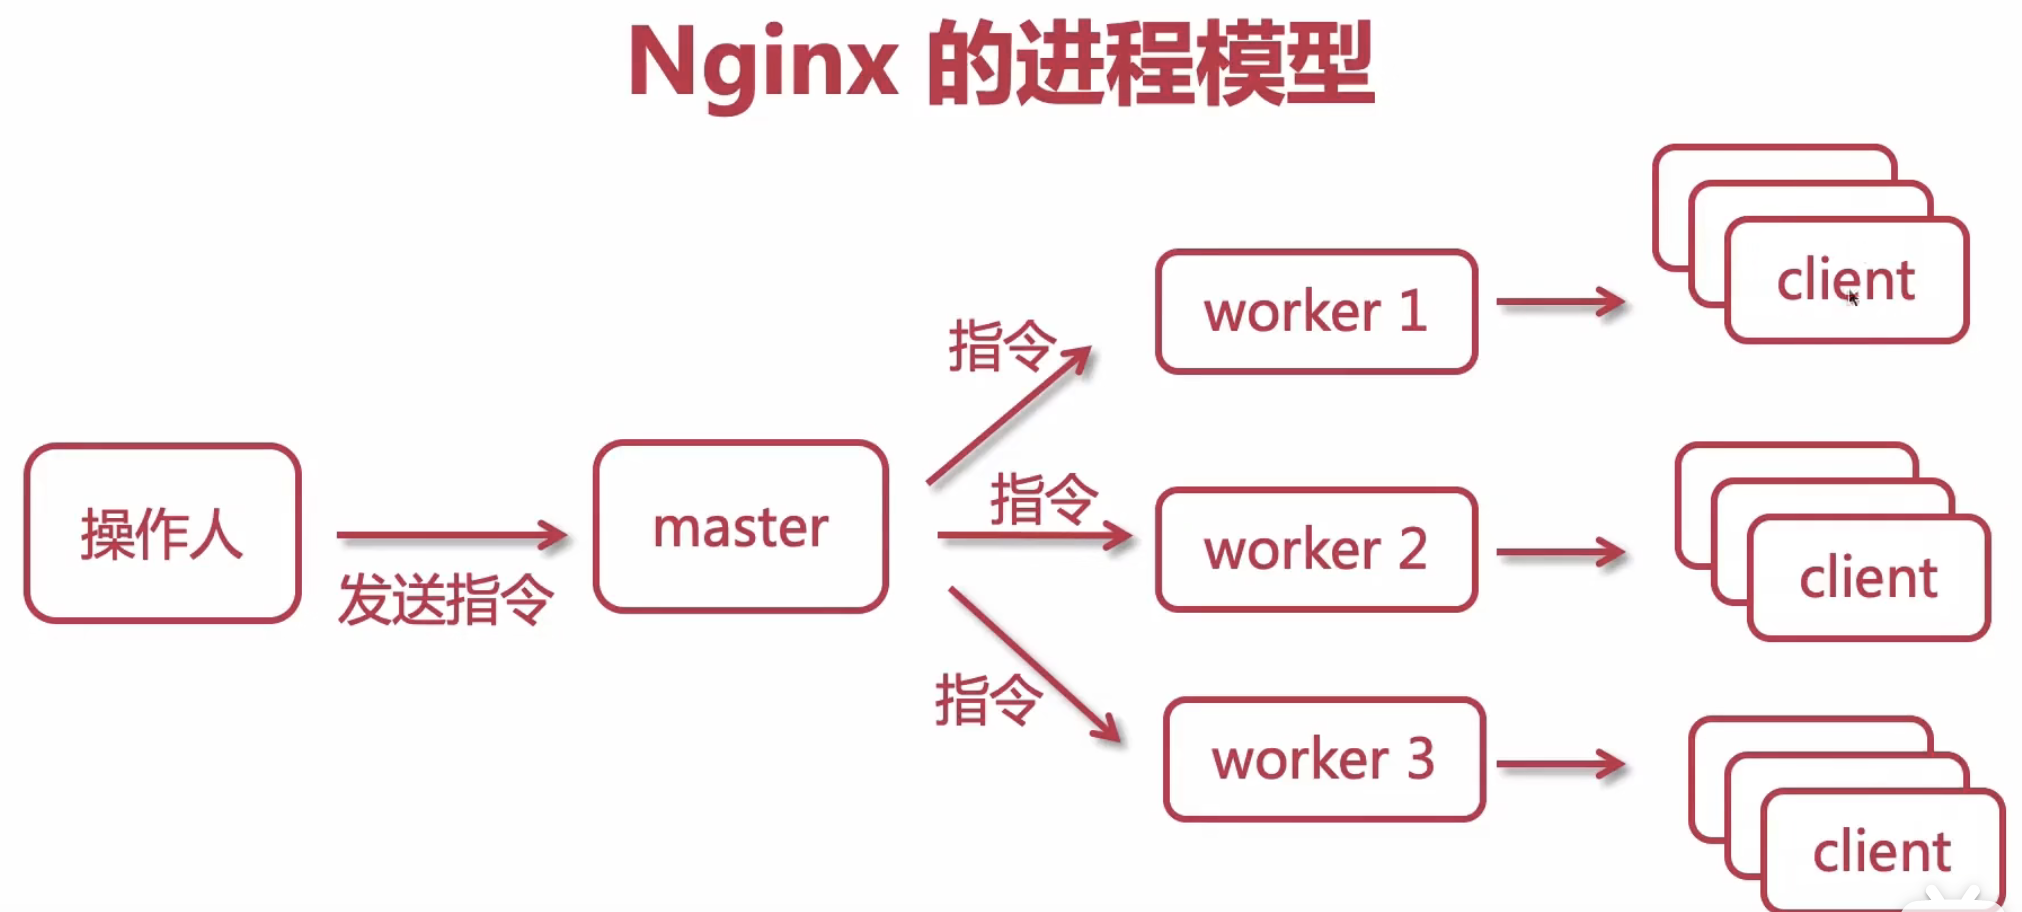 Nginx 的进程模型
操作人
发送指令
master
指令
指令
指令
worker 1
worker 2
worker 3
client
client
client